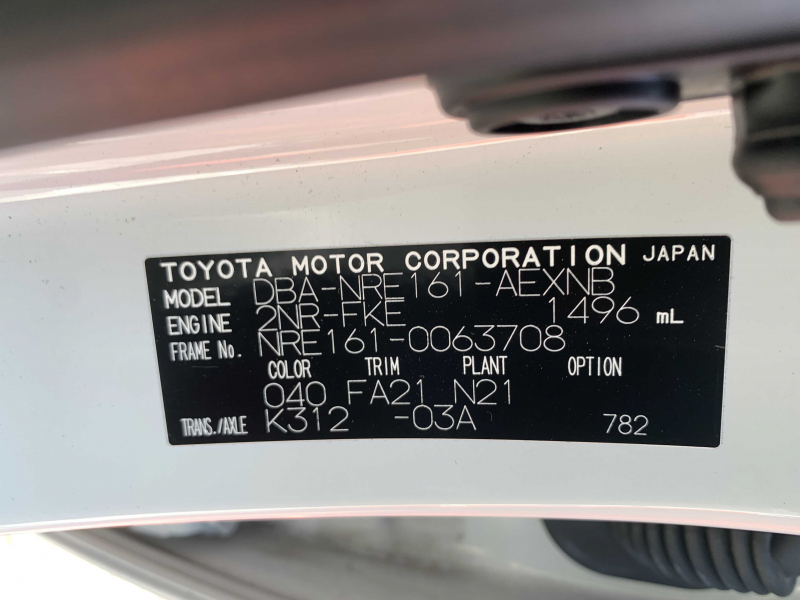 TOYOTA MOTOR CORPORATION JAPAN
MODEL DBA-NRE161-AEXNB
ENGINE 2NR-FKE 1496 mL
FRAME No. NRE161-0063708
COLOR TRIM PLANT OPTION
040 FA21 N21
TRANS./AXLE K312 -03A 782